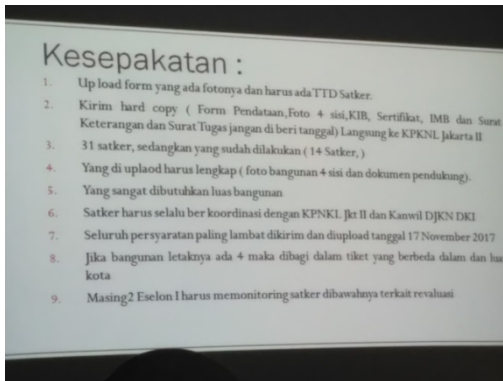 Kesepakatan :
1. Up load form yang ada fotonya dan harus ada TTD Satker.
2. Kirim hard copy ( Form Pendataan,Foto 4 sisi,KIB, Sertifikat, IMB dan Surat
Keterangan dan Surat Tugas jangan di beri tanggal) Langsung ke KPKNL Jakarta II
3. 31 satker, sedangkan yang sudah dilakukan ( 14 Satker, )
4. Yang di uplaod harus lengkap ( foto bangunan 4 sisi dan dokumen pendukung).
5. Yang sangat dibutuhkan luas bangunan
6. Satker harus selalu ber koordinasi dengan KPNKL Jkt II dan Kanwil DJKN DKI
7. Seluruh persyaratan paling lambat dikirim dan diupload tanggal 17 November 2017
8. Jika bangunan letaknya ada 4 maka dibagi dalam tiket yang berbeda dalam dan lua
kota
9. Masing2 Eselon I harus memonitoring satker dibawahnya terkait revaluasi